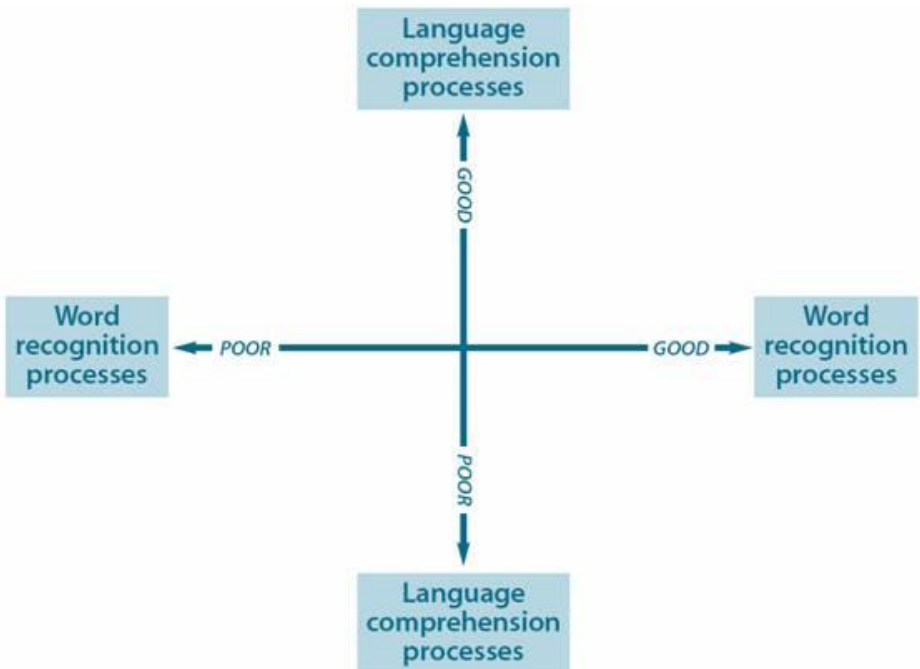 Language
comprehension
processes
GOOD
Word
recognition
processes
POOR
GOOD
Word
recognition
processes
POOR
Language
comprehension
processes